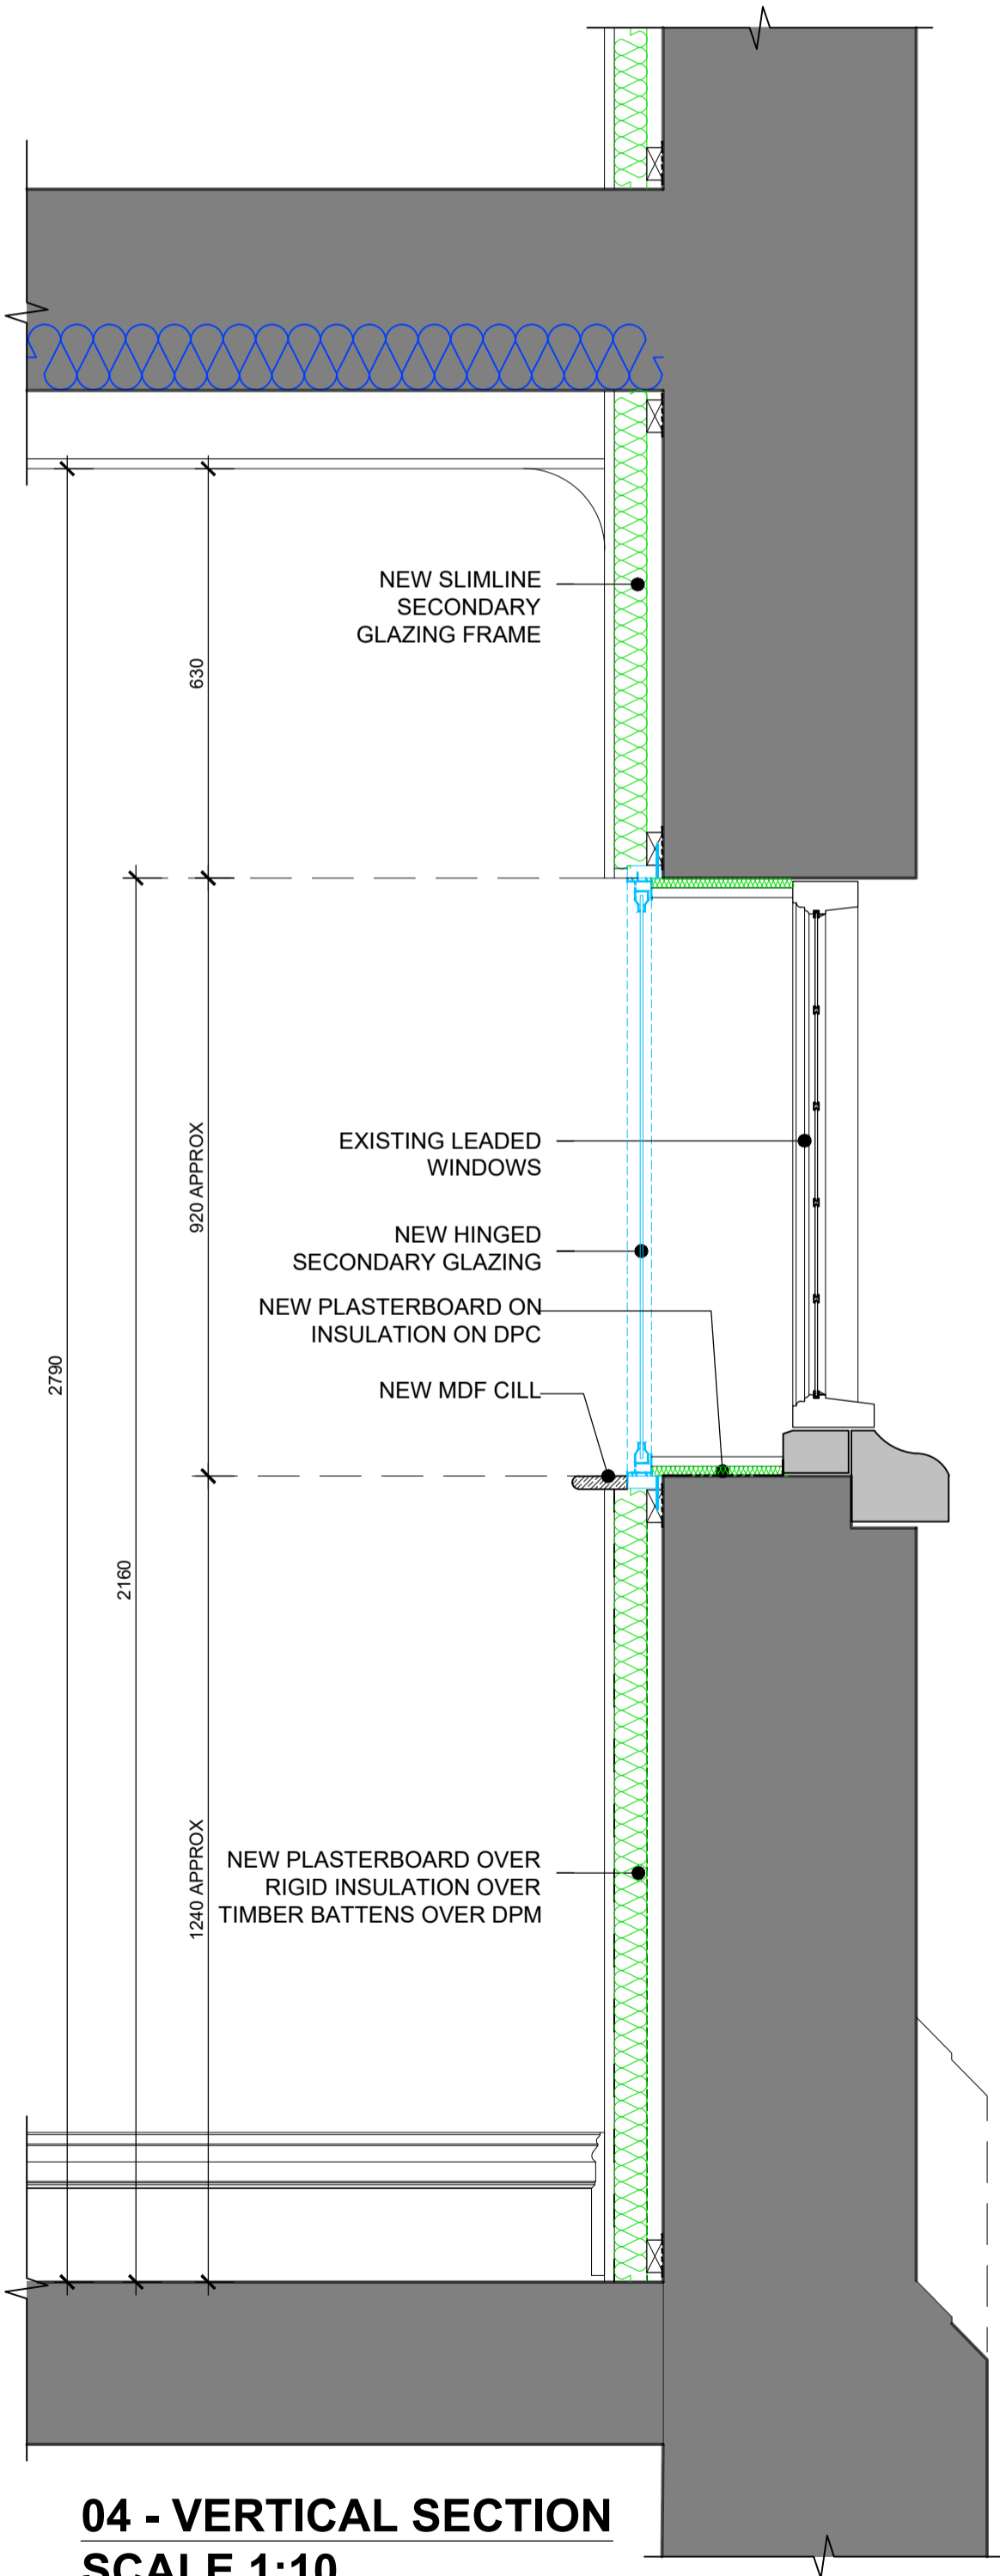 NEW SLIMLINE
SECONDARY
GLAZING FRAME
630
920 APPROX
EXISTING LEADED
WINDOWS
NEW HINGED
SECONDARY GLAZING
NEW PLASTERBOARD ON
INSULATION ON DPC
2790
NEW MDF CILL
2160
1240 APPROX
NEW PLASTERBOARD OVER
RIGID INSULATION OVER
TIMBER BATTENS OVER DPM
04 - VERTICAL SECTION
SCALE 1:10